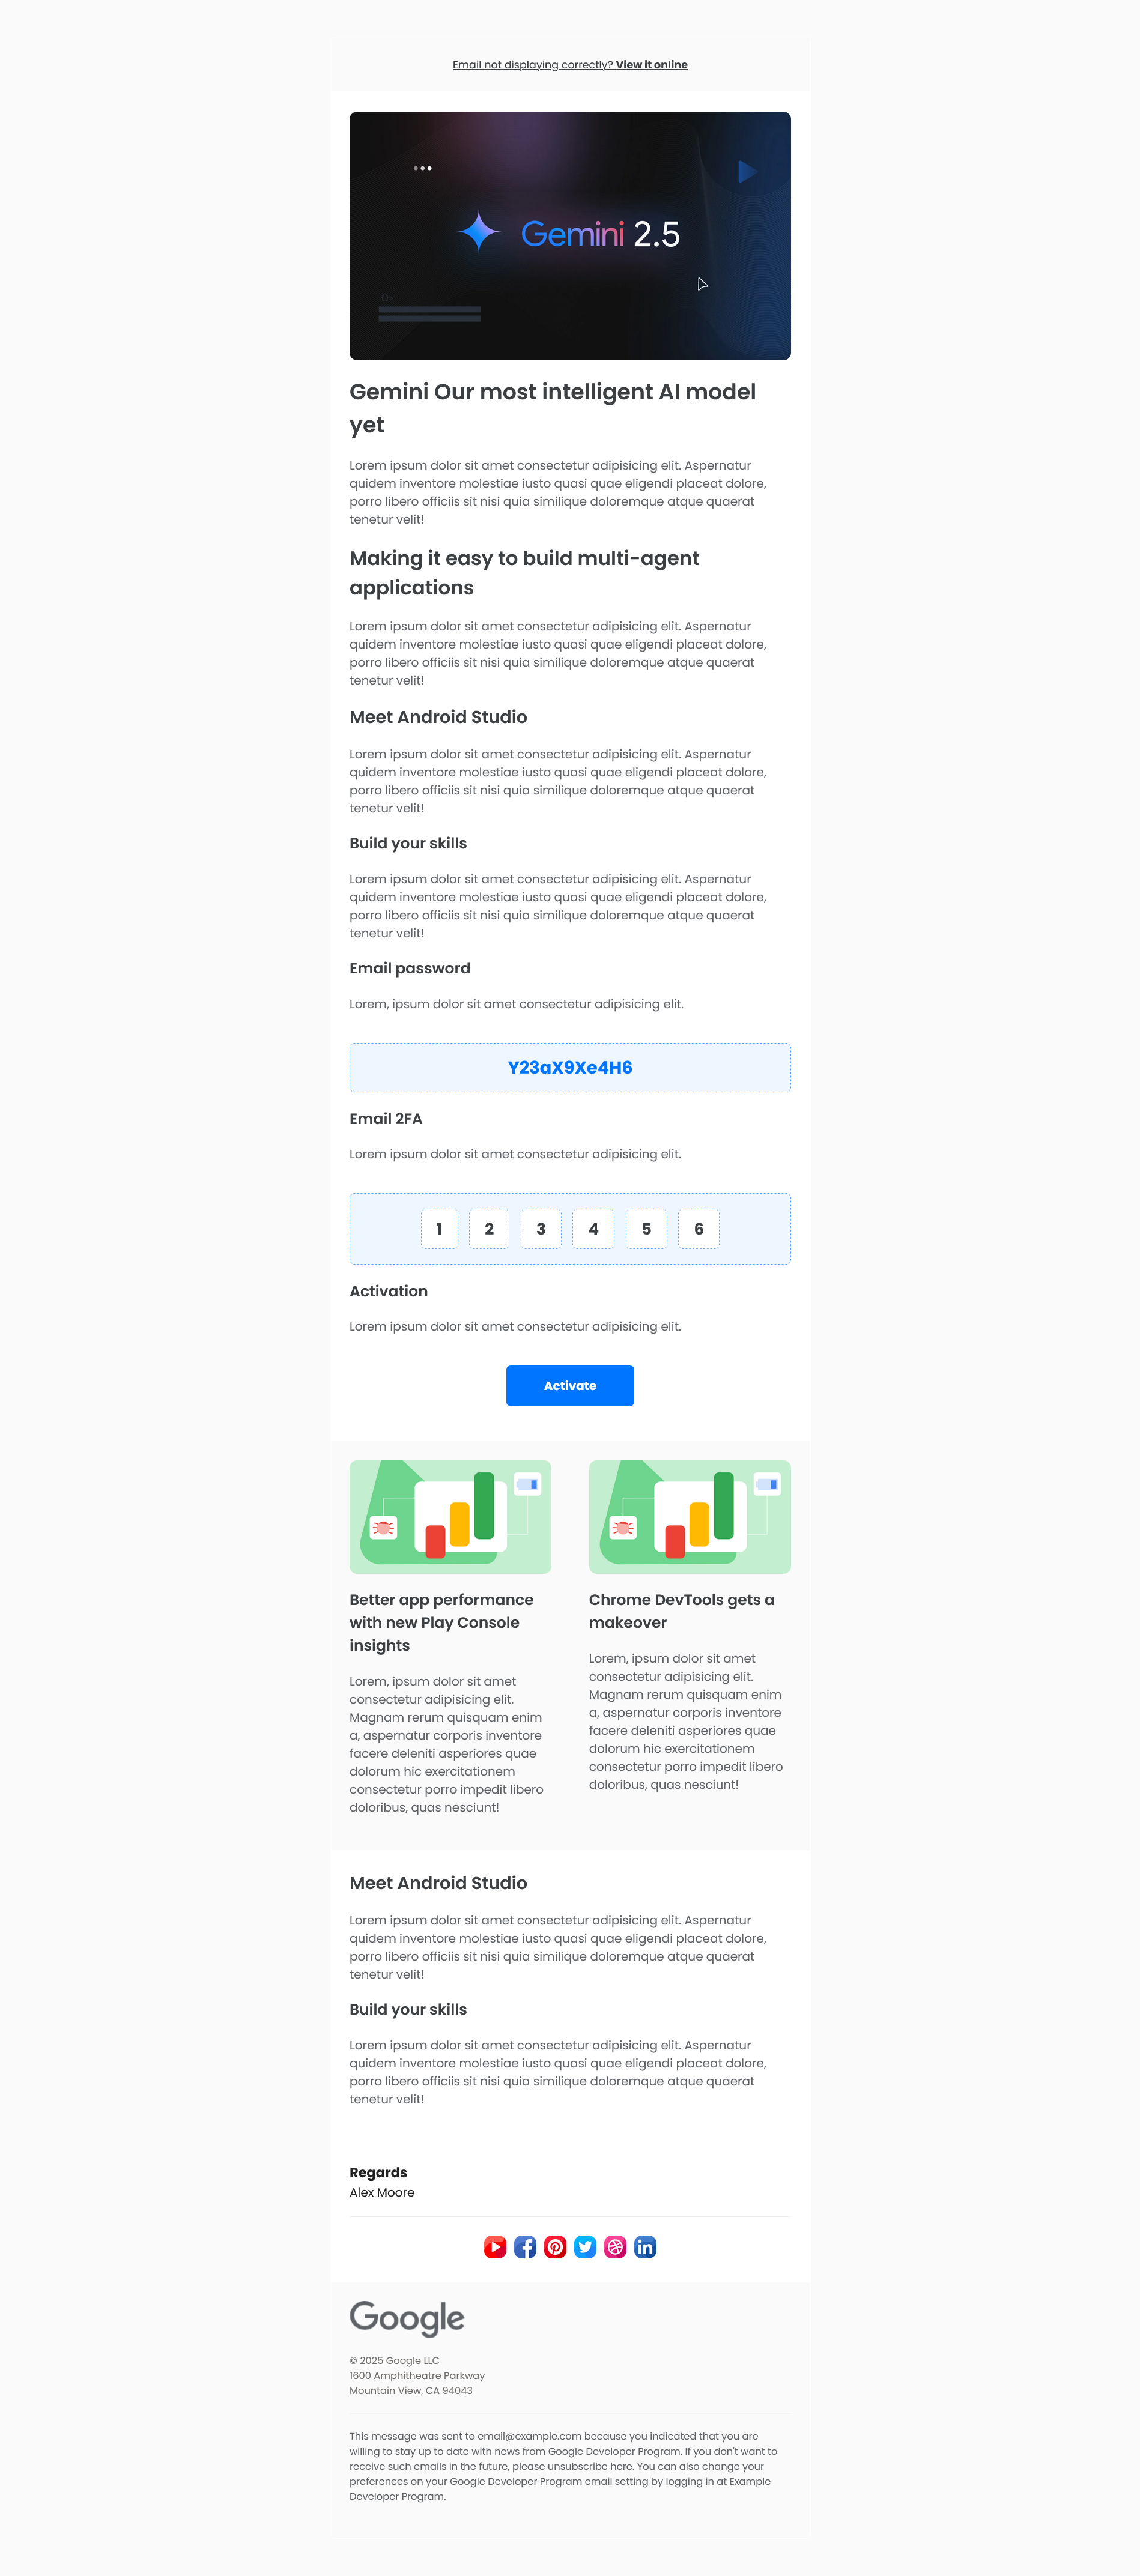 Email not displaying correctly? View it online
Gemini 2.5
{}
Gemini Our most intelligent AI model
yet
Lorem ipsum dolor sit amet consectetur adipisicing elit. Aspernatur
quidem inventore molestiae iusto quasi quae eligendi placeat dolore,
porro libero officiis sit nisi quia similique doloremque atque quaerat
tenetur velit!
Making it easy to build multi-agent
applications
Lorem ipsum dolor sit amet consectetur adipisicing elit. Aspernatur
quidem inventore molestiae iusto quasi quae eligendi placeat dolore,
porro libero officiis sit nisi quia similique doloremque atque quaerat
tenetur velit!
Meet Android Studio
Lorem ipsum dolor sit amet consectetur adipisicing elit. Aspernatur
quidem inventore molestiae iusto quasi quae eligendi placeat dolore,
porro libero officiis sit nisi quia similique doloremque atque quaerat
tenetur velit!
Build your skills
Lorem ipsum dolor sit amet consectetur adipisicing elit. Aspernatur
quidem inventore molestiae iusto quasi quae eligendi placeat dolore,
porro libero officiis sit nisi quia similique doloremque atque quaerat
tenetur velit!
Email password
Lorem, ipsum dolor sit amet consectetur adipisicing elit.
Y23aX9Xe4H6
Email 2FA
Lorem ipsum dolor sit amet consectetur adipisicing elit.
1 2 3 4 5 6
Activation
Lorem ipsum dolor sit amet consectetur adipisicing elit.
Activate
Better app performance
with new Play Console
insights
Lorem, ipsum dolor sit amet
consectetur adipisicing elit.
Magnam rerum quisquam enim
a, aspernatur corporis inventore
facere deleniti asperiores quae
dolorum hic exercitationem
consectetur porro impedit libero
doloribus, quas nesciunt!
Chrome DevTools gets a
makeover
Lorem, ipsum dolor sit amet
consectetur adipisicing elit.
Magnam rerum quisquam enim
a, aspernatur corporis inventore
facere deleniti asperiores quae
dolorum hic exercitationem
consectetur porro impedit libero
doloribus, quas nesciunt!
Meet Android Studio
Lorem ipsum dolor sit amet consectetur adipisicing elit. Aspernatur
quidem inventore molestiae iusto quasi quae eligendi placeat dolore,
porro libero officiis sit nisi quia similique doloremque atque quaerat
tenetur velit!
Build your skills
Lorem ipsum dolor sit amet consectetur adipisicing elit. Aspernatur
quidem inventore molestiae iusto quasi quae eligendi placeat dolore,
porro libero officiis sit nisi quia similique doloremque atque quaerat
tenetur velit!
Regards
Alex Moore
Google
© 2025 Google LLC
1600 Amphitheatre Parkway
Mountain View, CA 94043
This message was sent to email@example.com because you indicated that you are
willing to stay up to date with news from Google Developer Program. If you don't want to
receive such emails in the future, please unsubscribe here. You can also change your
preferences on your Google Developer Program email setting by logging in at Example
Developer Program.